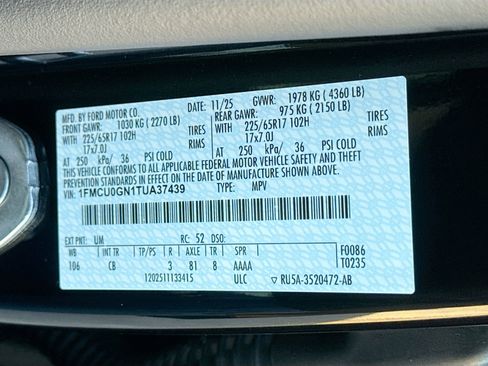 MFD. BY FORD MOTOR CO. 11/25 GVWR: 1978 KG ( 4360 LB)
FRONT GAWR: 1030 KG ( 2270 LB) REAR GAWR: 975 KG ( 2150 LB)
WITH 225/65R17 102H TIRES WITH 225/65R17 102H TIRES
17x7.0J RIMS 17x7.0J RIMS
AT 250 kPa/ 36 PSI COLD AT 250 kPa/ 36 PSI COLD
THIS VEHICLE CONFORMS TO ALL APPLICABLE FEDERAL MOTOR VEHICLE SAFETY AND THEFT
PREVENTION STANDARDS IN EFFECT ON THE DATE OF MANUFACTURE SHOWN ABOVE.
VIN: 1FMCU0GN1TUA37439 TYPE: MPV
EXT PNT: UM RC: 52 DSO: F0086
WB INT TR TP/PS R AXLE TR SPR T0235
106 CB 3 81 8 AAAA
1202511133415 ULC ▽ RU5A-3520472-AB